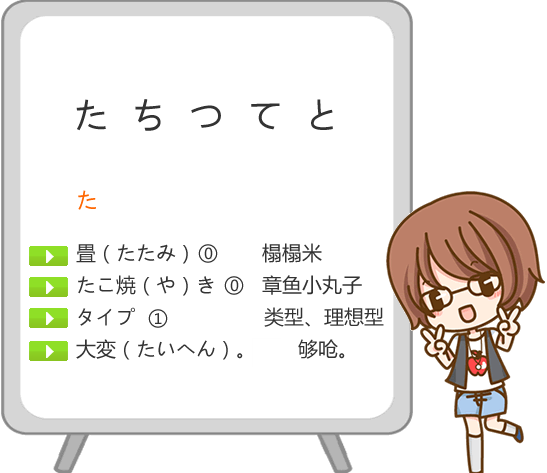 た ち つ て と
た
畳（たたみ）⓪ 榻榻米
たこ焼（や）き ⓪ 章鱼小丸子
タイプ ① 类型、理想型
大变（たいへん）。 够呛。